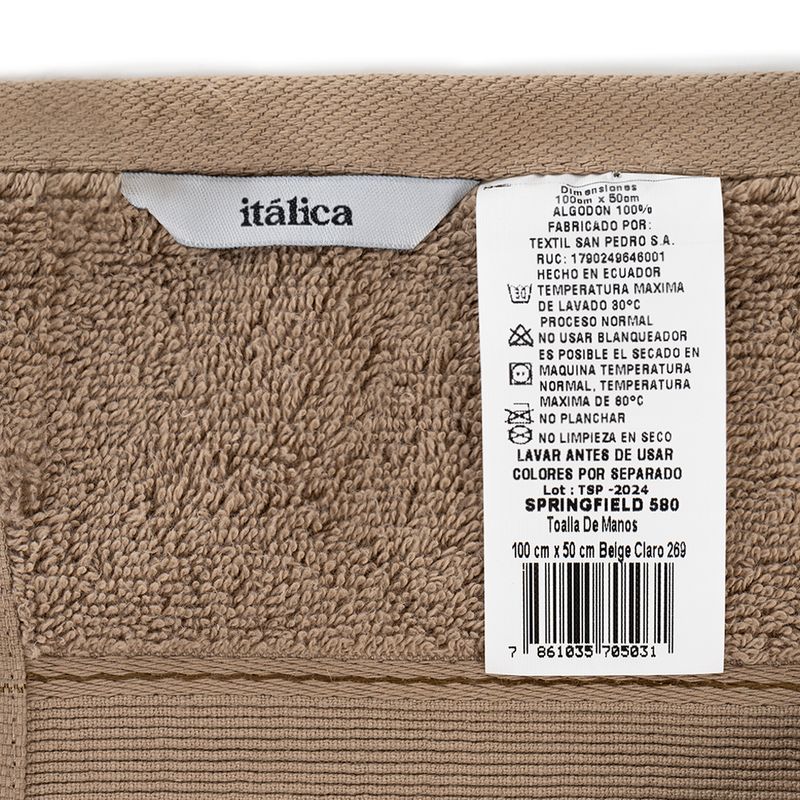 itálica
Dimensiones
100cm x 50cm
ALGODON 100%
FABRICADO POR:
TEXTIL SAN PEDRO S.A.
RUC: 1790249646001
HECHO EN ECUADOR
30
TEMPERATURA MAXIMA
DE LAVADO 30°C
PROCESO NORMAL
NO USAR BLANQUEADOR
ES POSIBLE EL SECADO EN
MAQUINA TEMPERATURA
NORMAL, TEMPERATURA
MAXIMA DE 60°C
NO PLANCHAR
NO LIMPIEZA EN SECO
LAVAR ANTES DE USAR
COLORES POR SEPARADO
Lot : TSP -2024
SPRINGFIELD 580
Toalla De Manos
100 cm x 50 cm Beige Claro 269
7 861035 705031